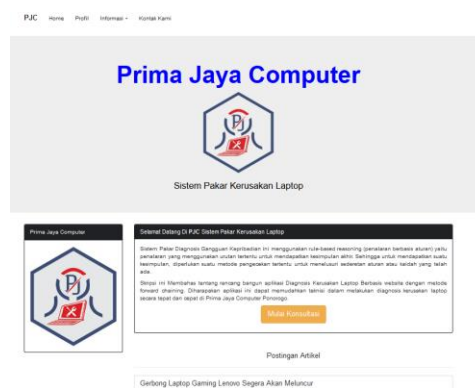 PJC Home Profil Informasi Kontak Kami
Prima Jaya Computer
PJ
Sistem Pakar Kerusakan Laptop
Prima Jaya Computer
PJ
Selamat Datang Di PJC Sistem Pakar Kerusakan Laptop
Sistem Pakar Diagnosis Gangguan Kepribadian ini menggunakan rule-based reasoning (penalaran berbasis aturan) yaitu
penalaran yang menggunakan urutan tertentu untuk mendapatkan kesimpulan akhir. Sehingga untuk mendapatkan suatu
kesimpulan, diperlukan suatu metode pengecekan tertentu untuk menelusuri sederetan aturan atau kaidah yang telah
ada.
Skripsi ini Membahas tentang rancang bangun aplikasi Diagnosis Kerusakan Laptop Berbasis website dengan metode
forward chaining. Diharapkan aplikasi ini dapat memudahkan teknisi dalam melakukan diagnosis kerusakan laptop
secara tepat dan cepat di Prima Jaya Computer Ponorogo.
Mulai Konsultasi
Postingan Artikel
Gerbong Laptop Gaming Lenovo Segera Akan Meluncur